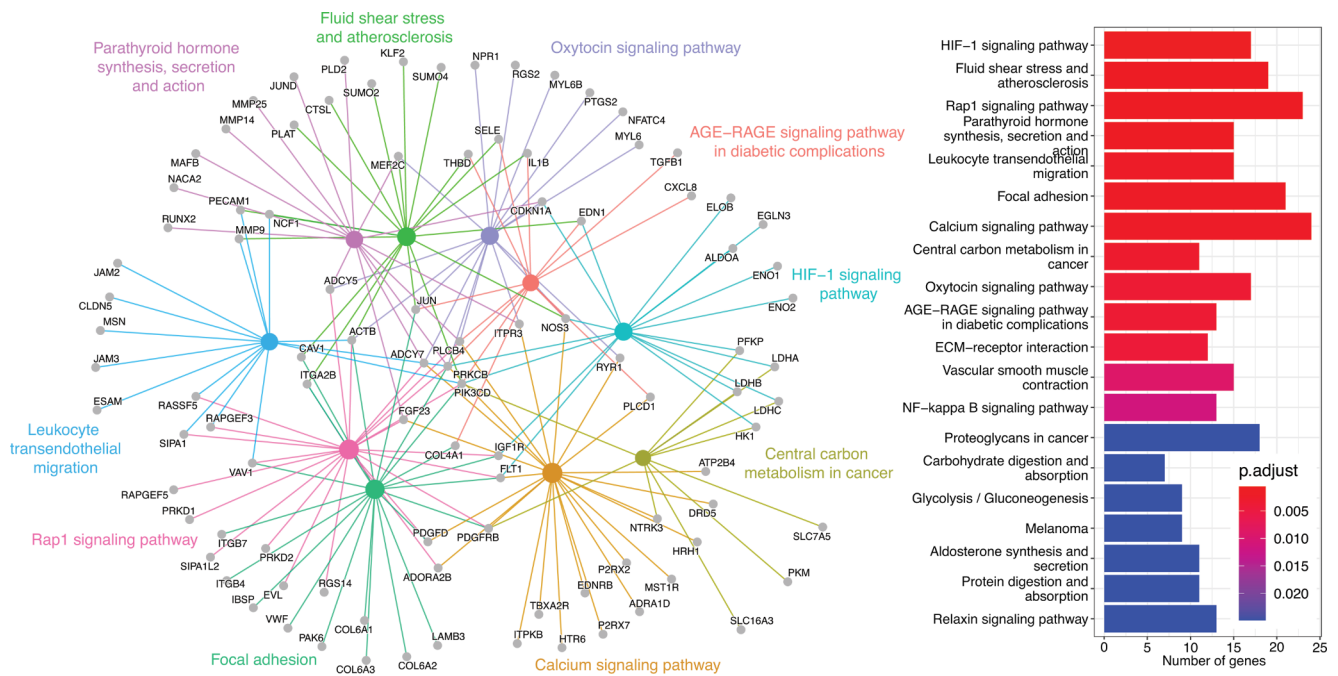 Fluid shear stress
and atherosclerosis
Parathyroid hormone
synthesis, secretion
and action
Oxytocin signaling pathway
AGE−RAGE signaling pathway
in diabetic complications
HIF−1 signaling
pathway
Leukocyte
transendothelial
migration
Central carbon
metabolism in cancer
Rap1 signaling pathway
Focal adhesion
Calcium signaling pathway
KLF2
PLD2
SUMO4
NPR1
RGS2
MYL6B
JUND
SUMO2
PTGS2
MMP25
CTSL
NFATC4
MMP14
PLAT
SELE
MYL6
MAFB
MEF2C
THBD
IL1B
TGFB1
NACA2
CXCL8
PECAM1
CDKN1A
ELOB
RUNX2
NCF1
EDN1
EGLN3
MMP9
ALDOA
JAM2
ADCY5
ENO1
CLDN5
JUN
ENO2
MSN
ACTB
ITPR3
NOS3
CAV1
ADCY7
PLCB4
PFKP
JAM3
RYR1
LDHA
ITGA2B
PRKCB
LDHB
PIK3CD
ESAM
RASSF5
PLCD1
LDHC
RAPGEF3
FGF23
HK1
SIPA1
COL4A1
IGF1R
VAV1
FLT1
ATP2B4
RAPGEF5
PRKD1
DRD5
ITGB7
PDGFD
PDGFRB
NTRK3
SLC7A5
SIPA1L2
PRKD2
HRH1
ITGB4
EVL
RGS14
ADORA2B
P2RX2
PKM
IBSP
EDNRB
MST1R
VWF
TBXA2R
ADRA1D
PAK6
COL6A1
LAMB3
ITPKB
HTR6
P2RX7
SLC16A3
COL6A3
COL6A2
HIF−1 signaling pathway
Fluid shear stress and
atherosclerosis
Rap1 signaling pathway
Parathyroid hormone
synthesis, secretion and
action
Leukocyte transendothelial
migration
Focal adhesion
Calcium signaling pathway
Central carbon metabolism in
cancer
Oxytocin signaling pathway
AGE−RAGE signaling pathway
in diabetic complications
ECM−receptor interaction
Vascular smooth muscle
contraction
NF−kappa B signaling pathway
Proteoglycans in cancer
Carbohydrate digestion and
absorption
Glycolysis / Gluconeogenesis
Melanoma
Aldosterone synthesis and
secretion
Protein digestion and
absorption
Relaxin signaling pathway
p.adjust
0.005
0.010
0.015
0.020
0 5 10 15 20 25
Number of genes